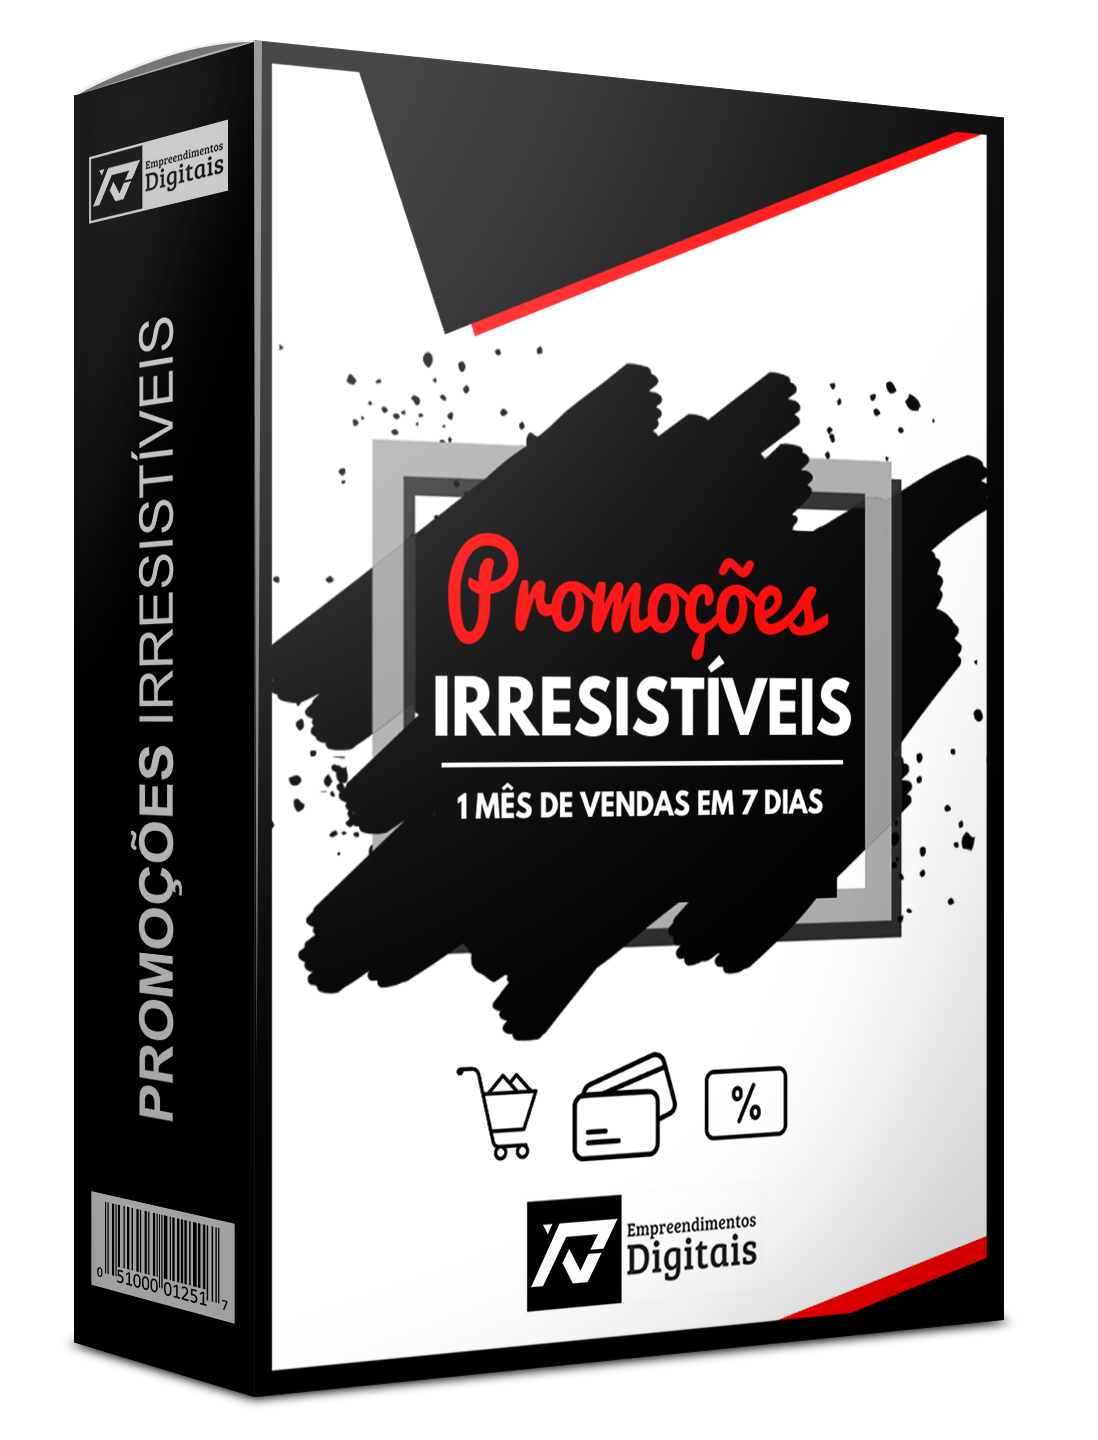 Empreendimentos
Digitais
PROMOÇÕES IRRESISTÍVEIS
0 51000 01251 7
Promoções
IRRESISTÍVEIS
1 MÊS DE VENDAS EM 7 DIAS
%
Empreendimentos
Digitais